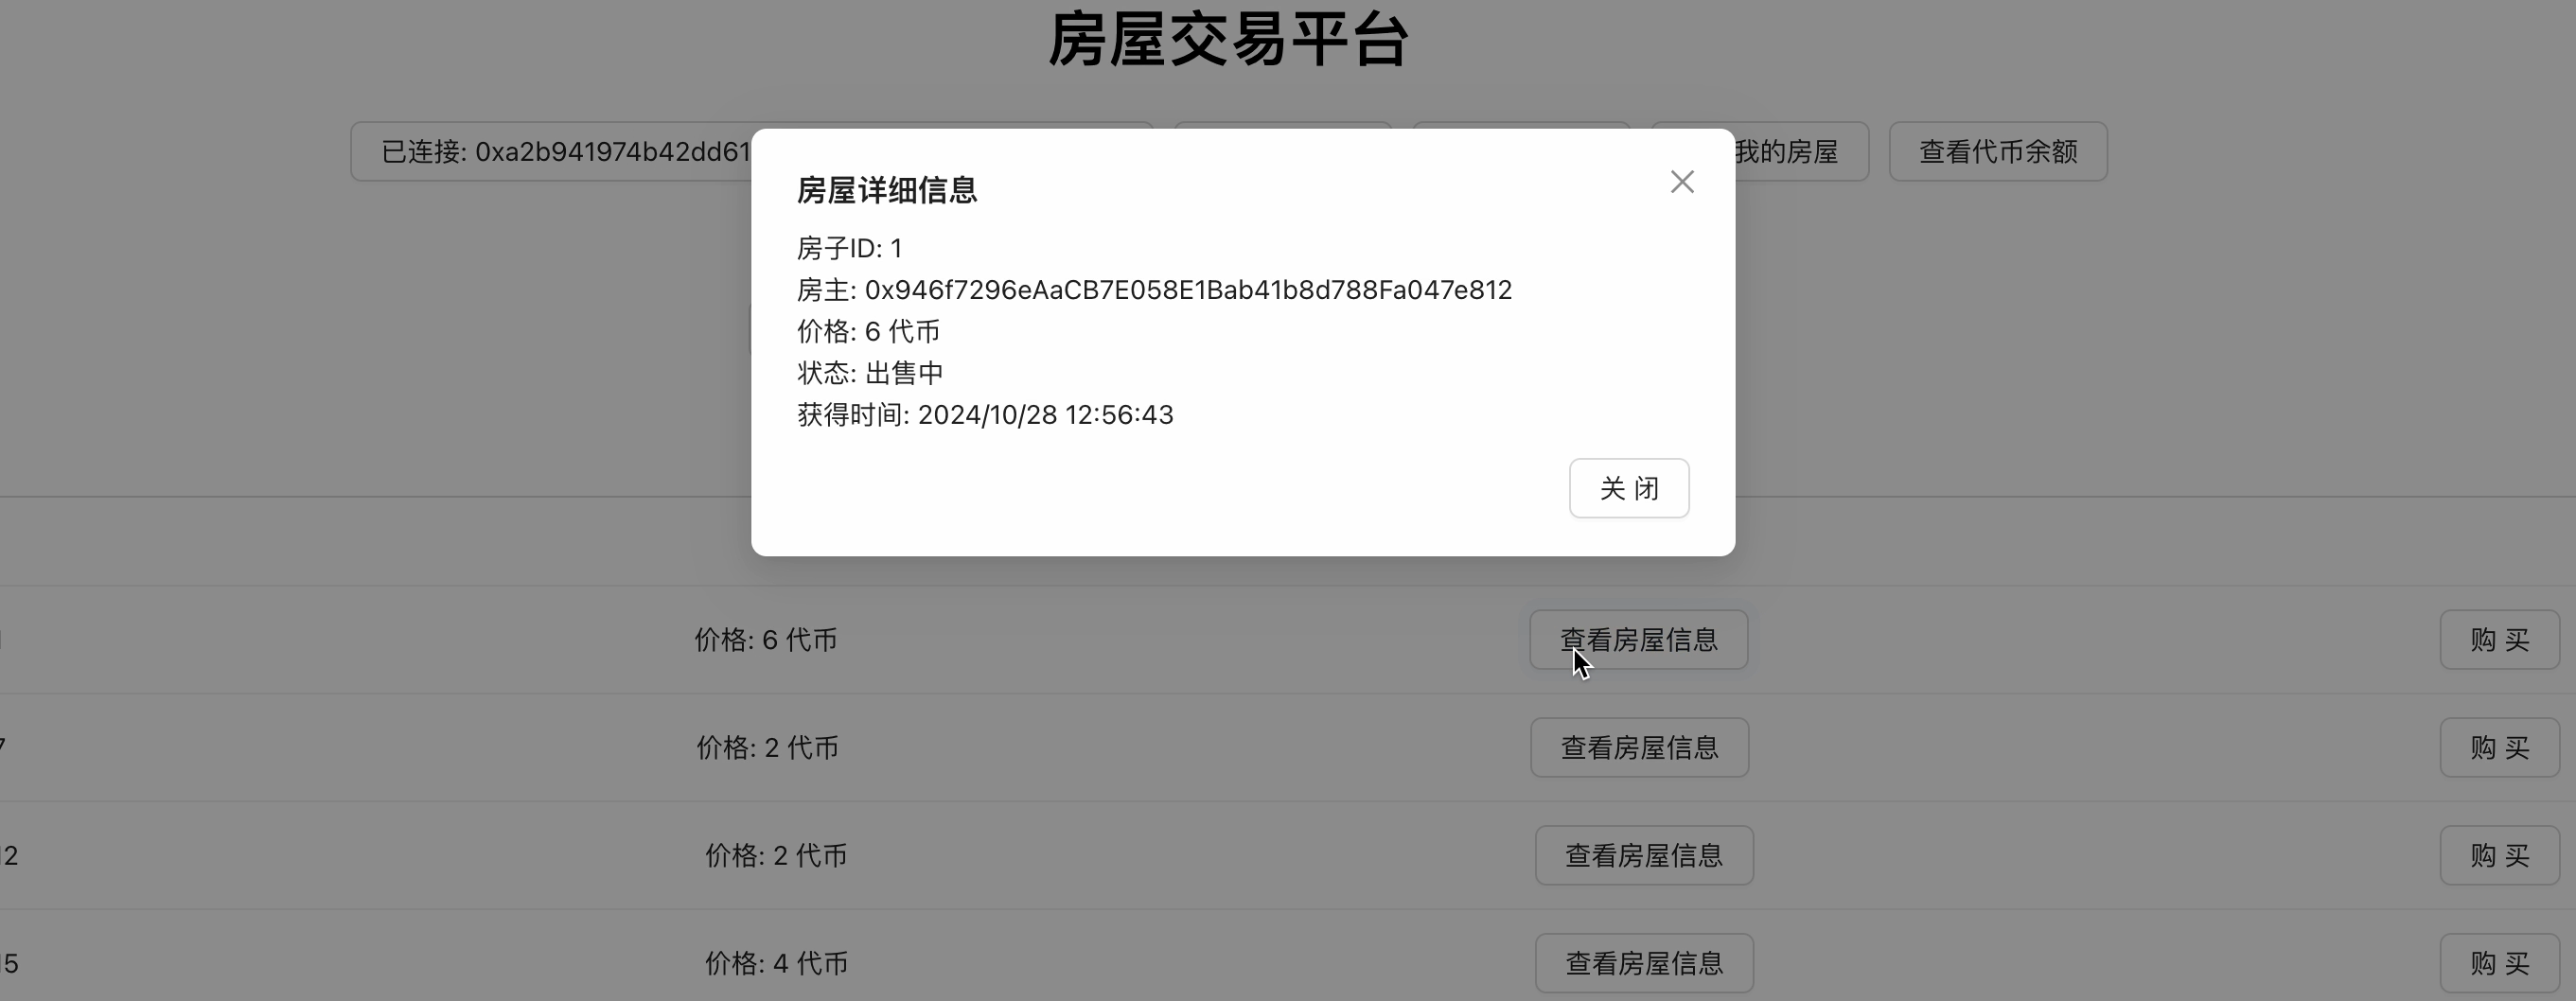 房屋交易平台
已连接: 0xa2b941974b42dd61
我的房屋
查看代币余额
房屋详细信息
房子ID: 1
房主: 0x946f7296eAaCB7E058E1Bab41b8d788Fa047e812
价格: 6 代币
状态: 出售中
获得时间: 2024/10/28 12:56:43
关 闭
价格: 6 代币 查看房屋信息 购 买
价格: 2 代币 查看房屋信息 购 买
12 价格: 2 代币 查看房屋信息 购 买
15 价格: 4 代币 查看房屋信息 购 买